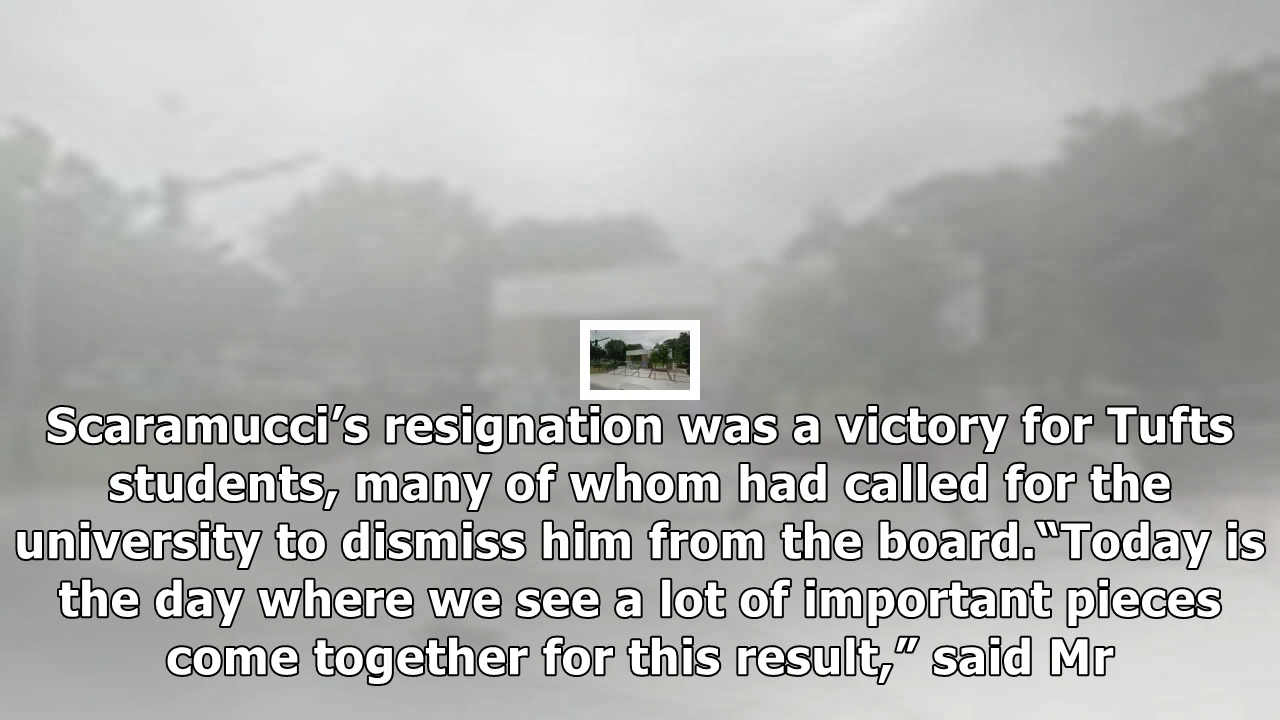 Scaramucci’s resignation was a victory for Tufts
students, many of whom had called for the
university to dismiss him from the board.“Today is
the day where we see a lot of important pieces
come together for this result,” said Mr